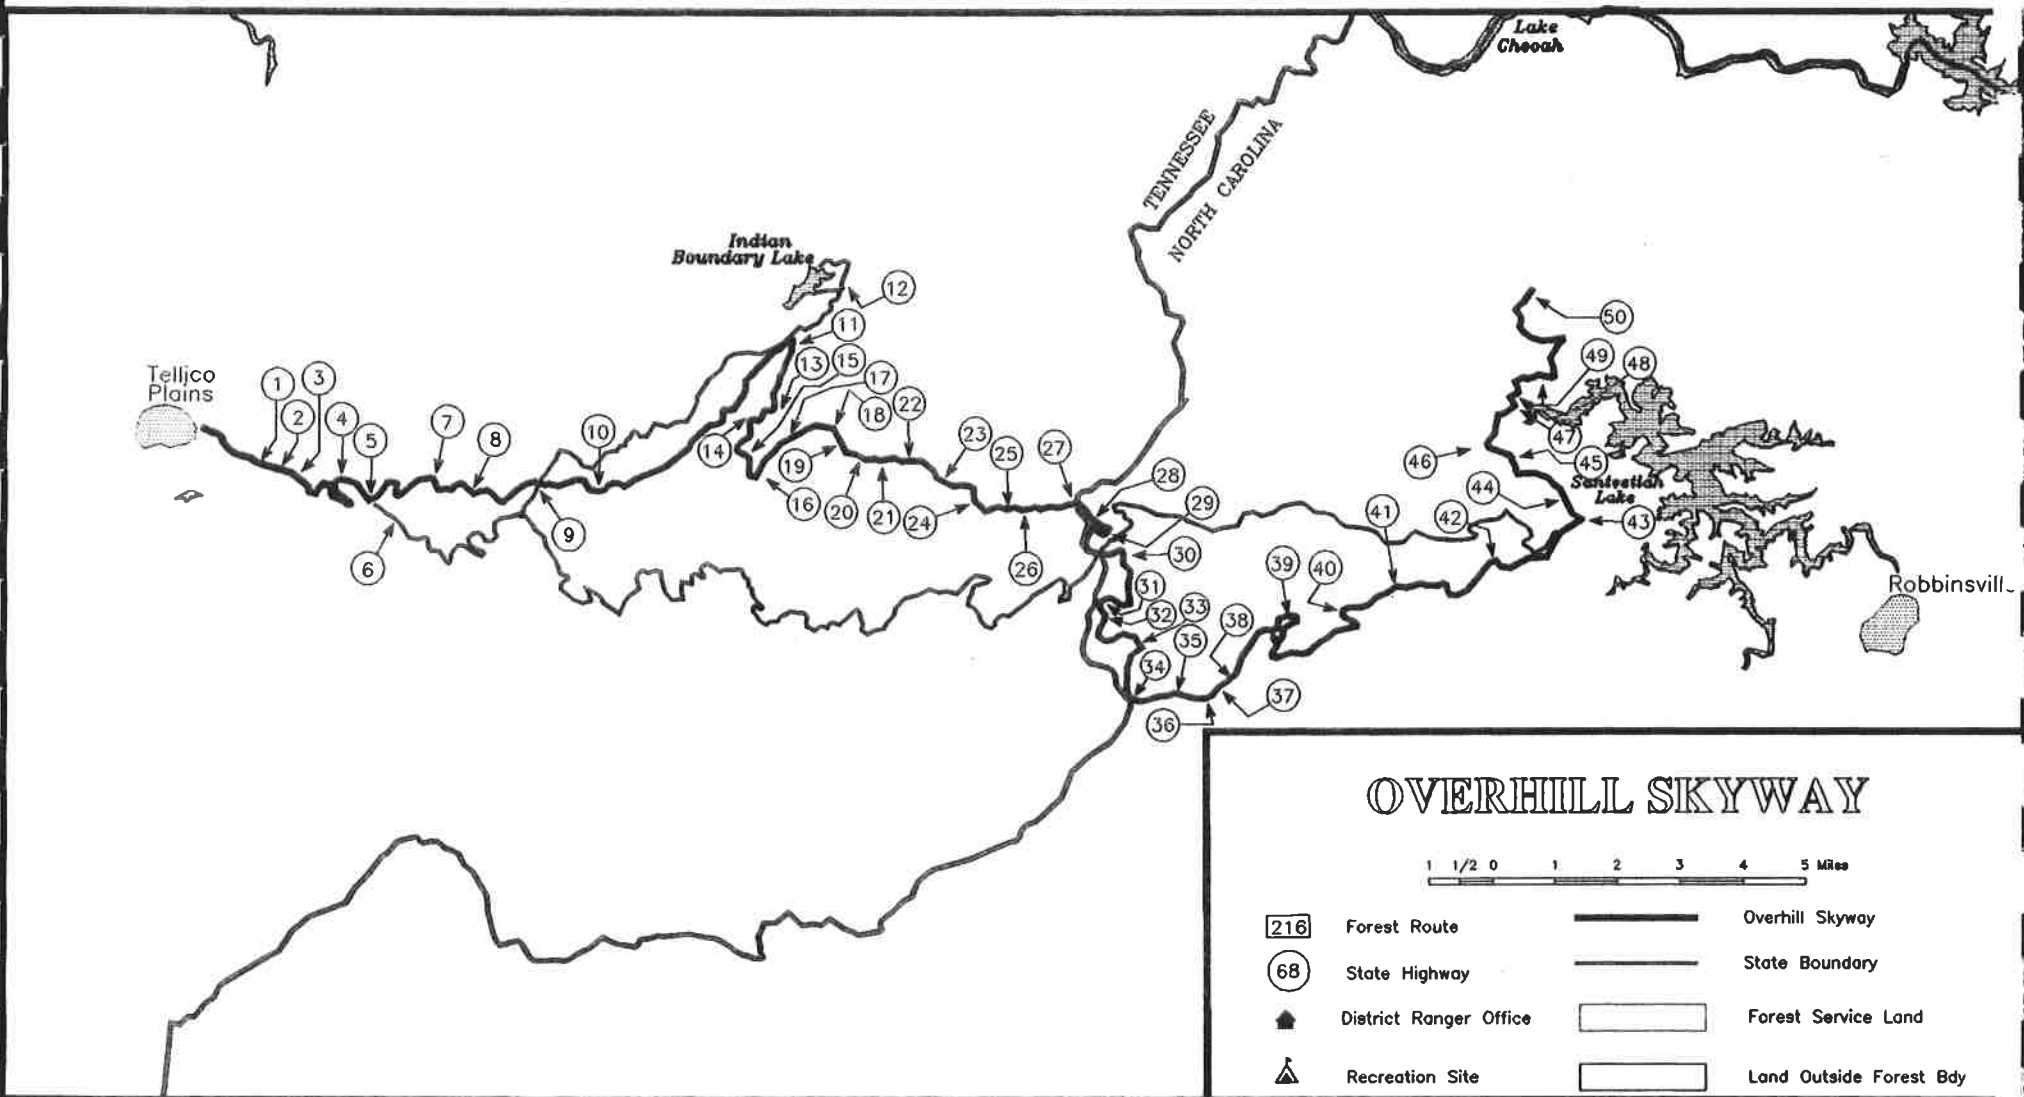 Lake
Cheoah
TENNESSEE
NORTH CAROLINA
Indian
Boundary Lake
12
11
50
13
15
49
48
Tellico
Plains
1
3
17
2
18
22
4
7
8
10
14
19
23
25
27
47
46
45
5
28
44
Santeetlah
Lake
16
20
21
24
29
41
42
43
9
6
26
30
39
40
Robbinsvill
31
32
33
38
35
34
37
36
OVERHILL SKYWAY
1 1/2 0 1 2 3 4 5 Miles
216 Forest Route
Overhill Skyway
68 State Highway
State Boundary
District Ranger Office
Forest Service Land
Recreation Site
Land Outside Forest Bdy